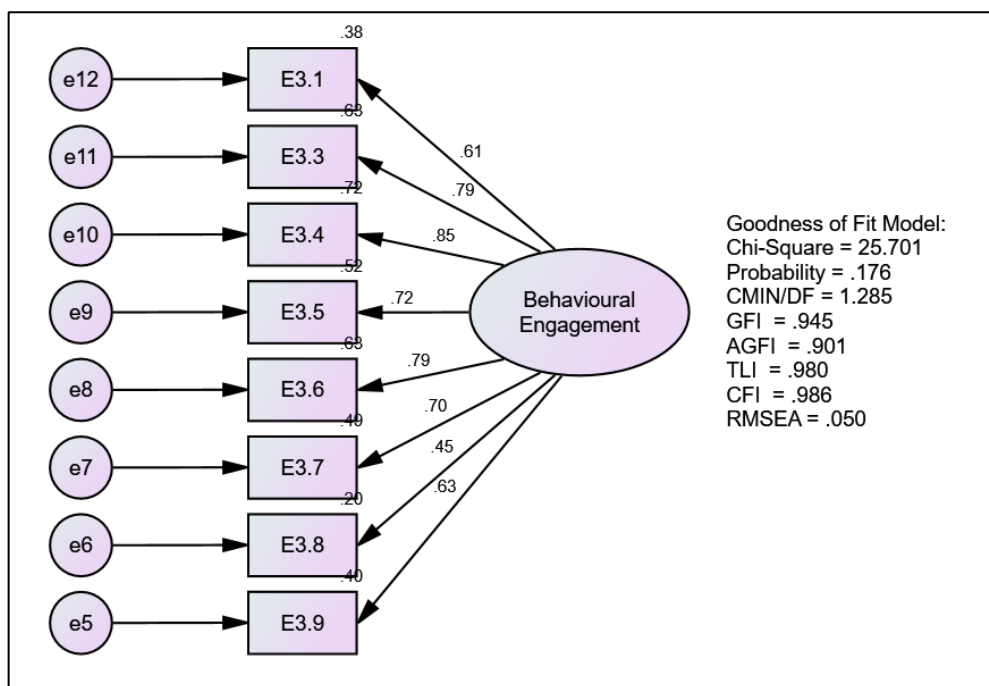 .38
e12
E3.1
.63
.61
e11
E3.3
.79
.72
e10
E3.4
.85
.52
e9
E3.5
.72
.63
e8
E3.6
.79
.49
e7
E3.7
.70
.20
e6
E3.8
.45
.40
e5
E3.9
.63
Behavioural
Engagement
Goodness of Fit Model:
Chi-Square = 25.701
Probability = .176
CMIN/DF = 1.285
GFI = .945
AGFI = .901
TLI = .980
CFI = .986
RMSEA = .050